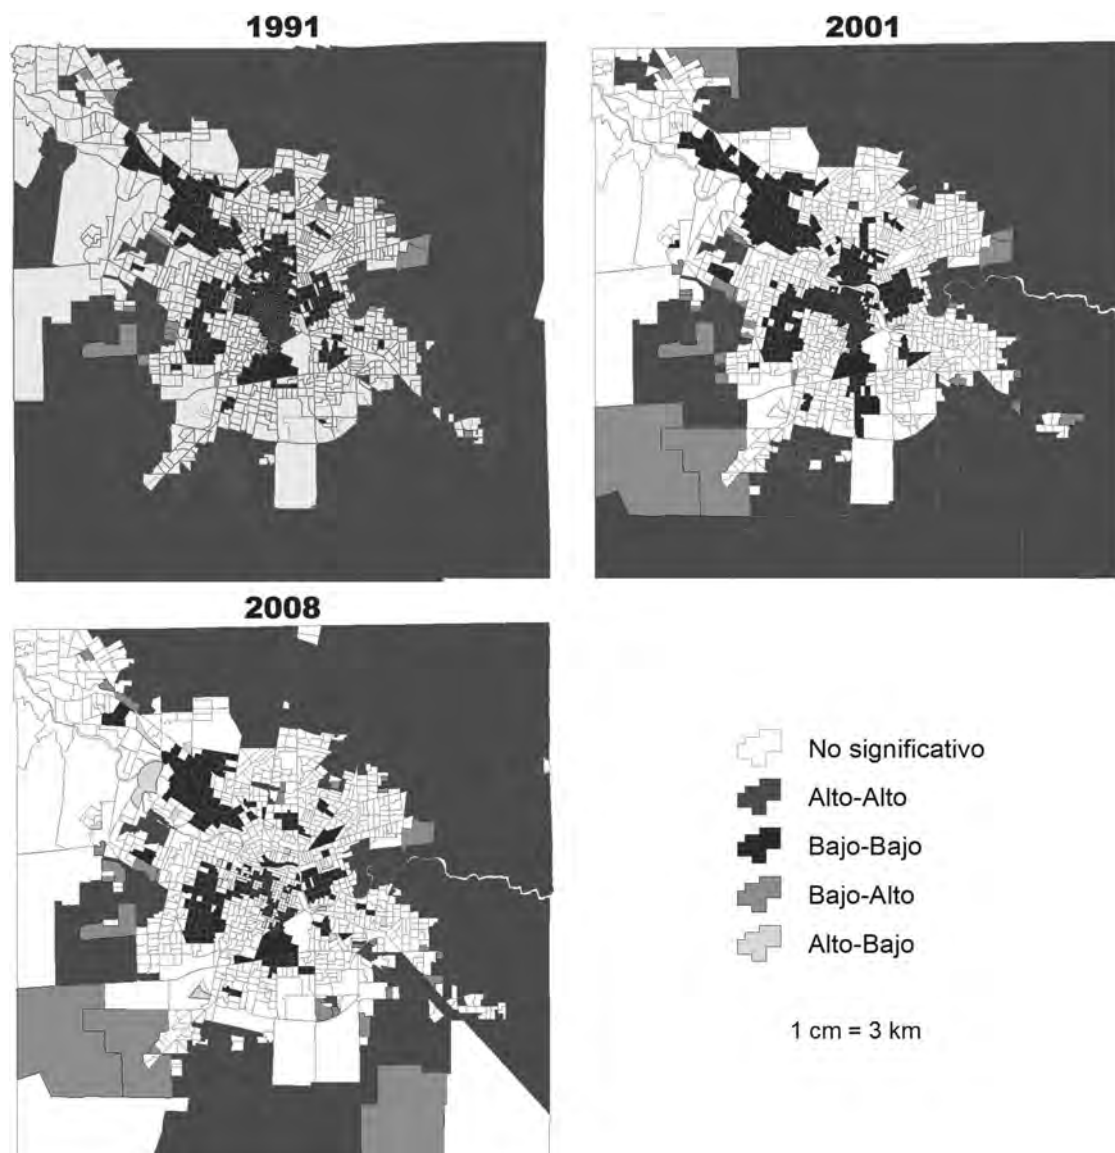 1991
2001
2008
No significativo
Alto-Alto
Bajo-Bajo
Bajo-Alto
Alto-Bajo
1 cm = 3 km